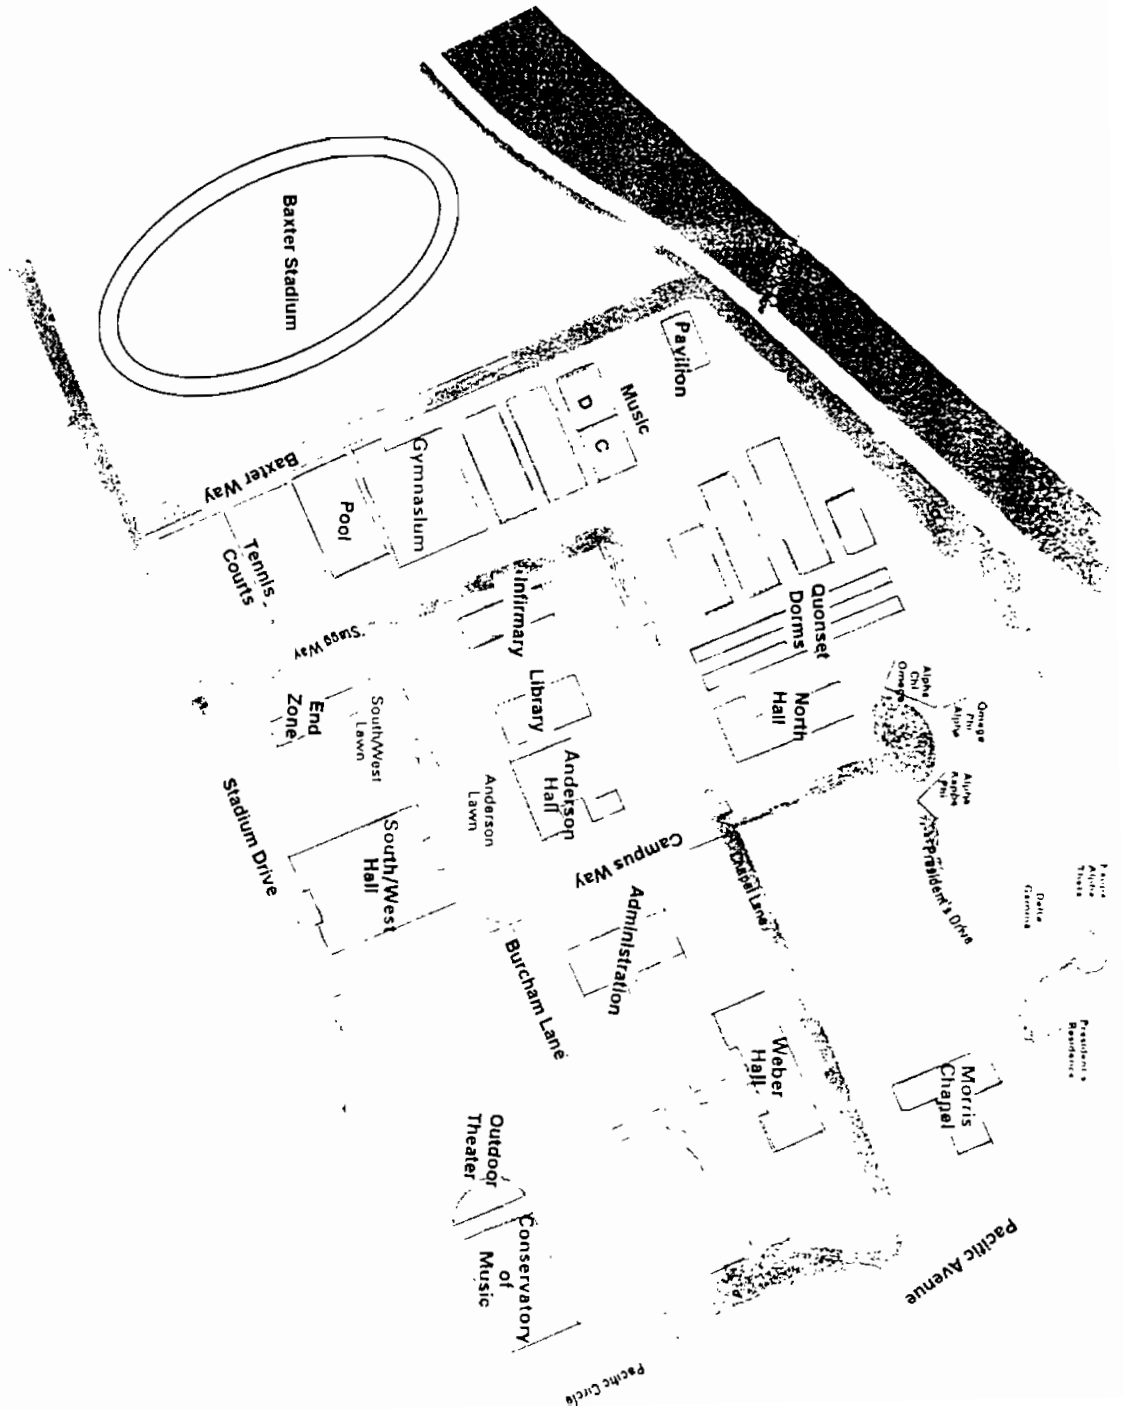 Baxter Stadium
Pavilion
Music
D
C
Gymnasium
Pool
Baxter Way
Tennis
Courts
Infirmary
Quonset
Dorms
Stagg Way
Library
North
Hall
Alpha
Chi
Omega
Omega
Phi
Alpha
End
Zone
South/West
Lawn
Anderson
Hall
Anderson
Lawn
Alpha
Kappa
Phi
Stadium Drive
South/West
Hall
Campus Way
Chapel Lane
President's Drive
Kappa
Alpha
Theta
Delta
Gamma
Administration
Burcham Lane
Weber
Hall
Morris
Chapel
President's
Residence
Outdoor
Theater
Conservatory
of
Music
Pacific Avenue
Pacific Circle